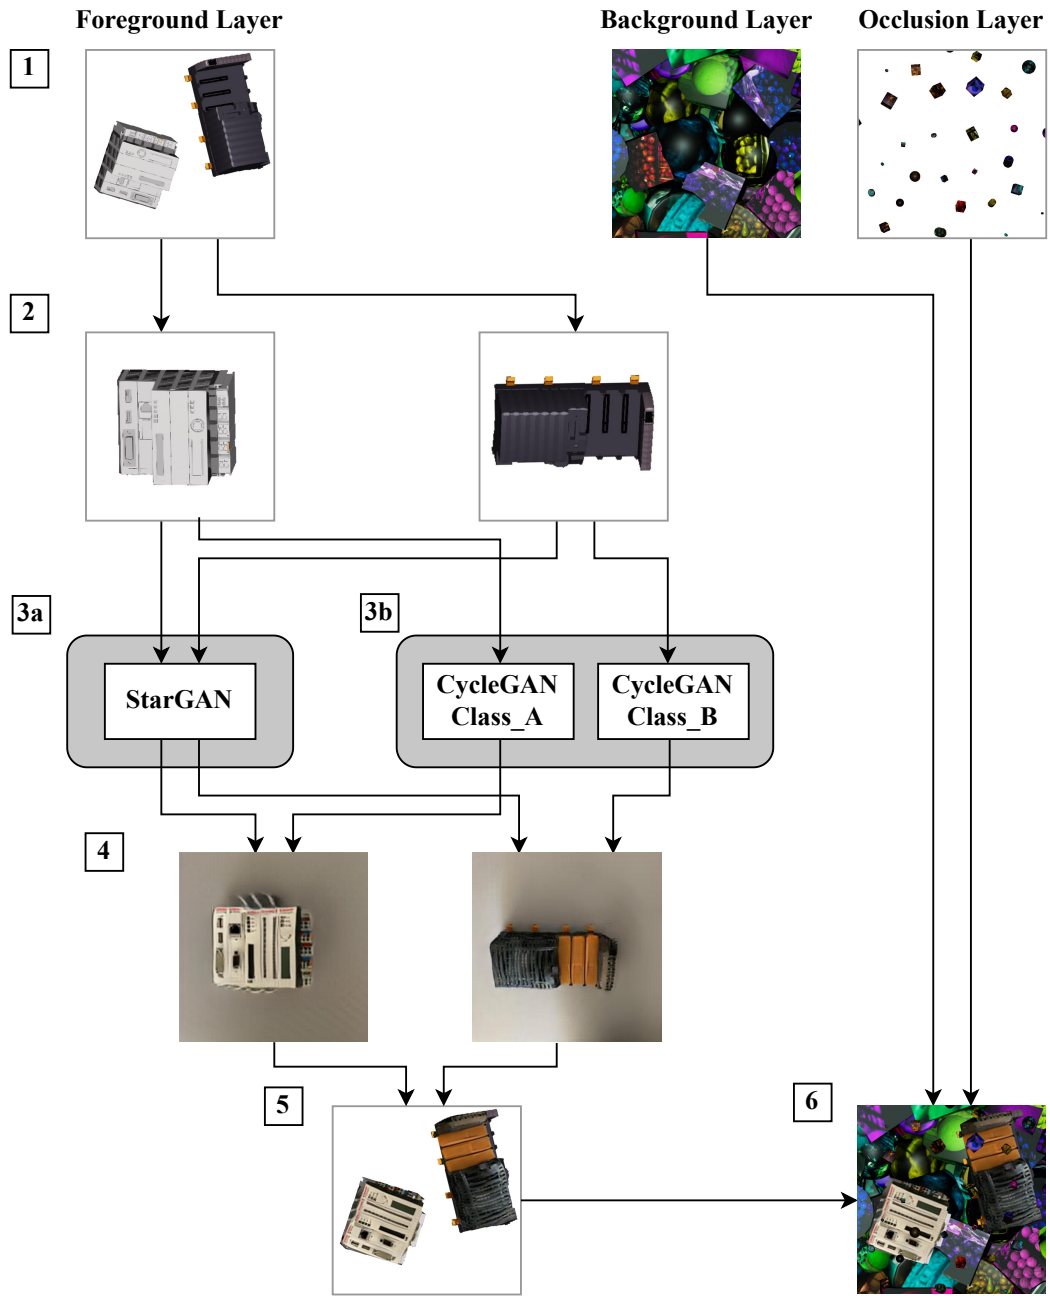 Foreground Layer
Background Layer
Occlusion Layer
1
2
3a
3b
StarGAN
CycleGAN
Class_A
CycleGAN
Class_B
4
5
6